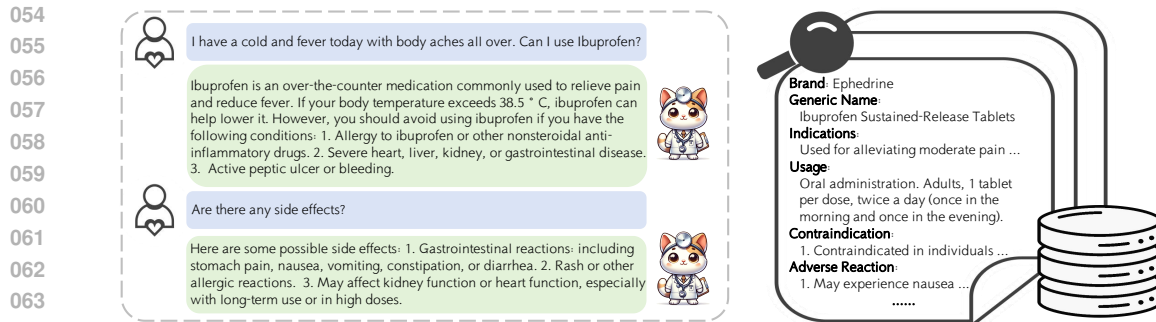 054
055
056
057
058
059
060
061
062
063
I have a cold and fever today with body aches all over. Can I use Ibuprofen?
Ibuprofen is an over-the-counter medication commonly used to relieve pain
and reduce fever. If your body temperature exceeds 38.5 ° C, ibuprofen can
help lower it. However, you should avoid using ibuprofen if you have the
following conditions: 1. Allergy to ibuprofen or other nonsteroidal anti-
inflammatory drugs. 2. Severe heart, liver, kidney, or gastrointestinal disease.
3. Active peptic ulcer or bleeding.
Are there any side effects?
Here are some possible side effects: 1. Gastrointestinal reactions: including
stomach pain, nausea, vomiting, constipation, or diarrhea. 2. Rash or other
allergic reactions. 3. May affect kidney function or heart function, especially
with long-term use or in high doses.
Brand: Ephedrine
Generic Name:
Ibuprofen Sustained-Release Tablets
Indications:
Used for alleviating moderate pain ...
Usage:
Oral administration. Adults, 1 tablet
per dose, twice a day (once in the
morning and once in the evening).
Contraindication:
1. Contraindicated in individuals ...
Adverse Reaction:
1. May experience nausea ...
......